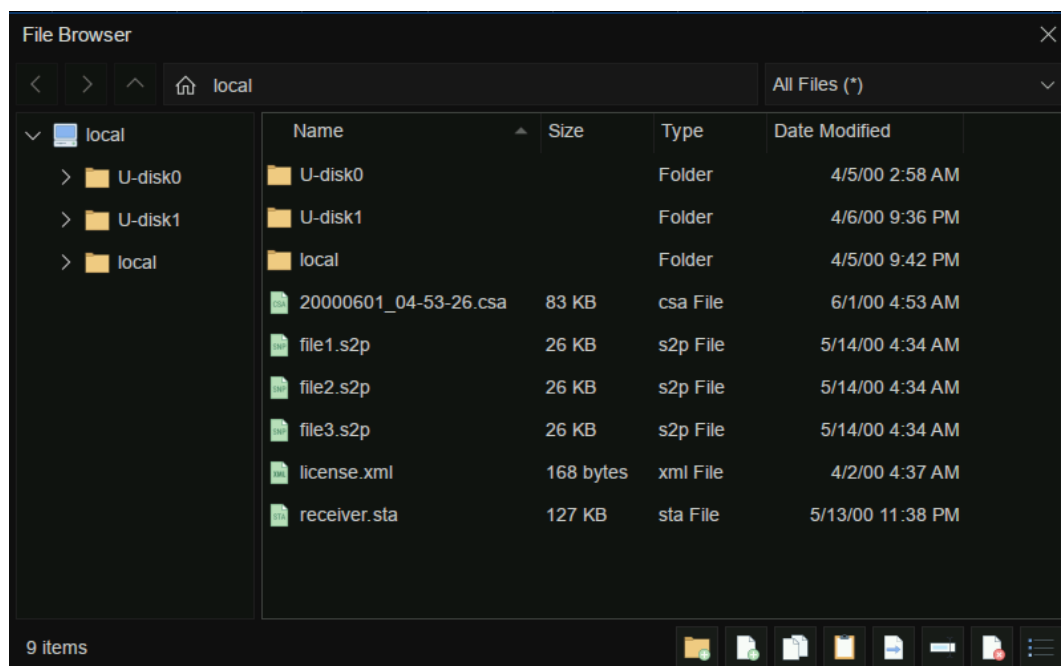 File Browser
local All Files (*)
local Name Size Type Date Modified
U-disk0 U-disk0 Folder 4/5/00 2:58 AM
U-disk1 U-disk1 Folder 4/6/00 9:36 PM
local local Folder 4/5/00 9:42 PM
CSA 20000601_04-53-26.csa 83 KB csa File 6/1/00 4:53 AM
SNP file1.s2p 26 KB s2p File 5/14/00 4:34 AM
SNP file2.s2p 26 KB s2p File 5/14/00 4:34 AM
SNP file3.s2p 26 KB s2p File 5/14/00 4:34 AM
XML license.xml 168 bytes xml File 4/2/00 4:37 AM
STA receiver.sta 127 KB sta File 5/13/00 11:38 PM
9 items